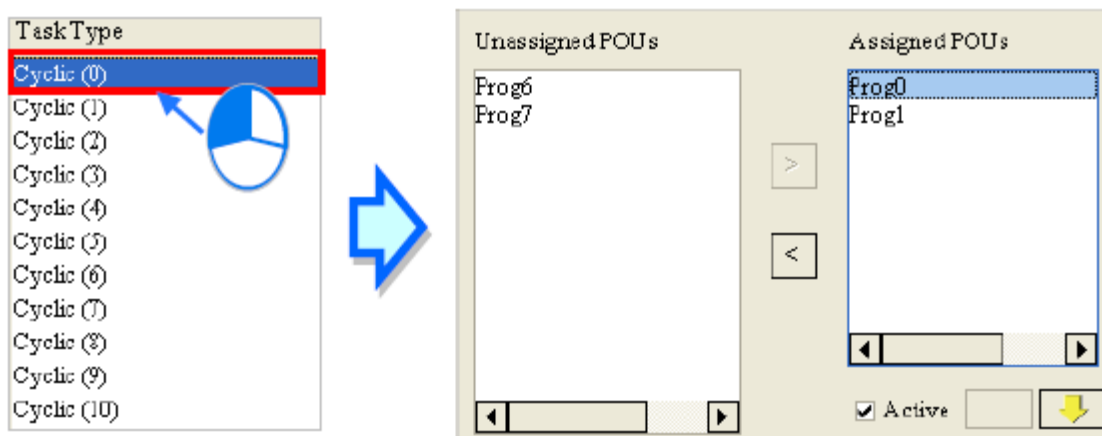 Task Type
Cyclic (0)
Cyclic (1)
Cyclic (2)
Cyclic (3)
Cyclic (4)
Cyclic (5)
Cyclic (6)
Cyclic (7)
Cyclic (8)
Cyclic (9)
Cyclic (10)
Unassigned POUs
Prog6
Prog7
>
<
Assigned POUs
Prog0
Prog1
Active